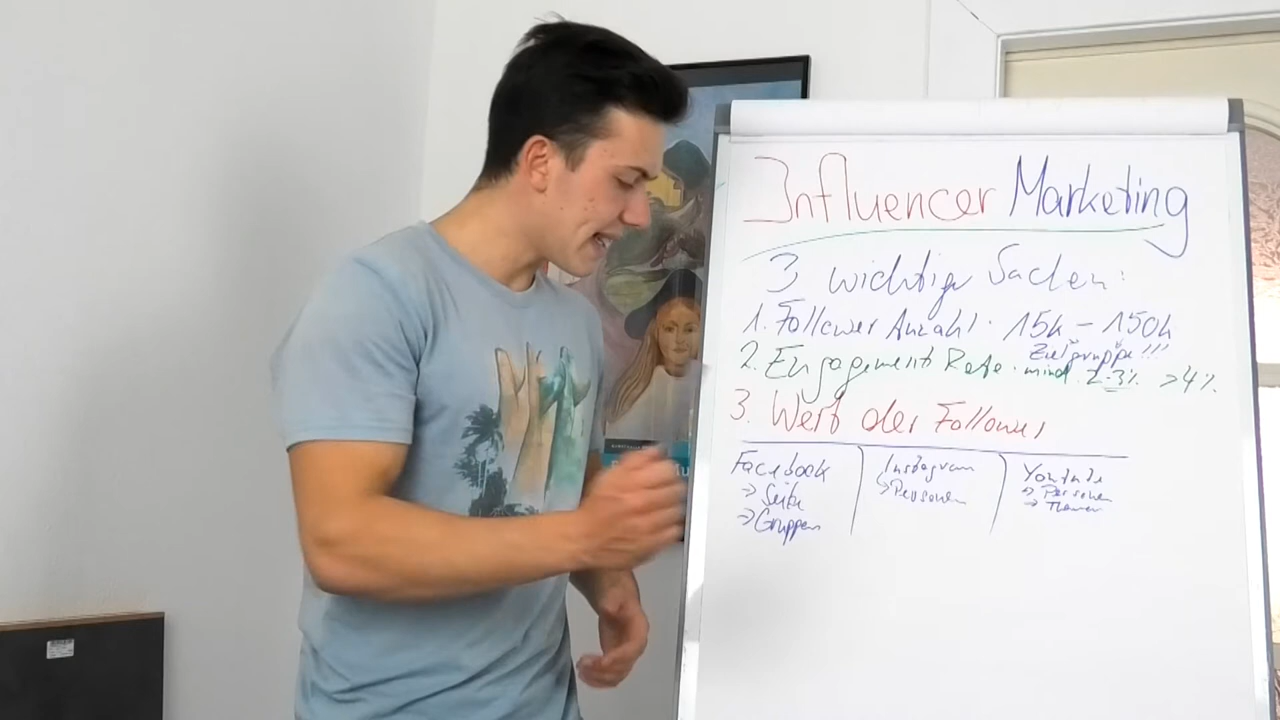 Influencer Marketing
3 wichtige Sachen:
1. Follower Anzahl: 15k – 150k
Zielgruppe!!!
2. Engagement Rate: mind. 2-3% >4%
3. Wert der Follower
Facebook
→ Seite
→ Gruppen
Instagram
→ Personen
Youtube
→ Personen
→ Themen